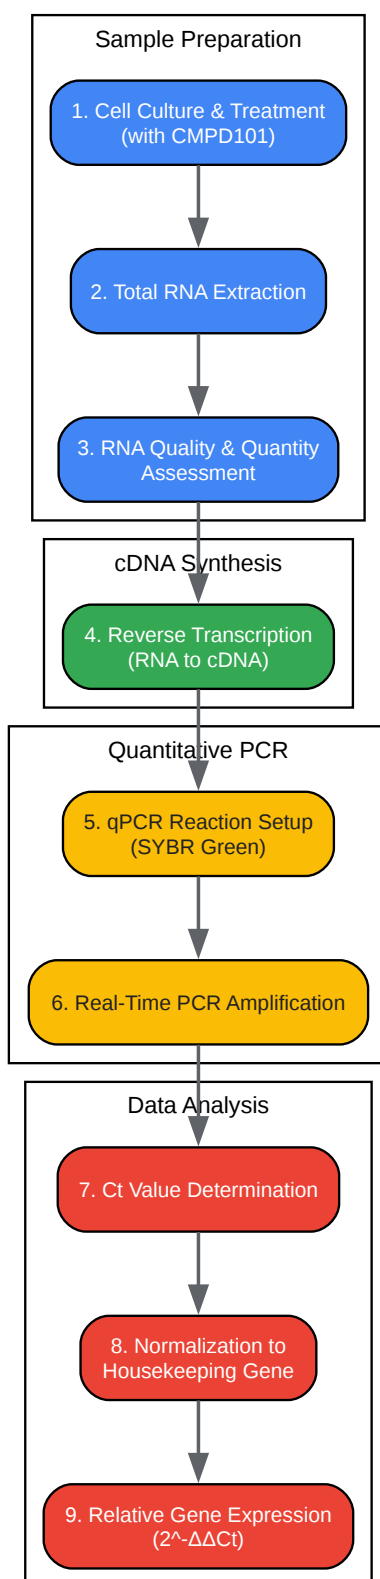 Sample Preparation
1. Cell Culture & Treatment
(with CMPD101)
2. Total RNA Extraction
3. RNA Quality & Quantity
Assessment
cDNA Synthesis
4. Reverse Transcription
(RNA to cDNA)
Quantitative PCR
5. qPCR Reaction Setup
(SYBR Green)
6. Real-Time PCR Amplification
Data Analysis
7. Ct Value Determination
8. Normalization to
Housekeeping Gene
9. Relative Gene Expression
(2^-ΔΔCt)